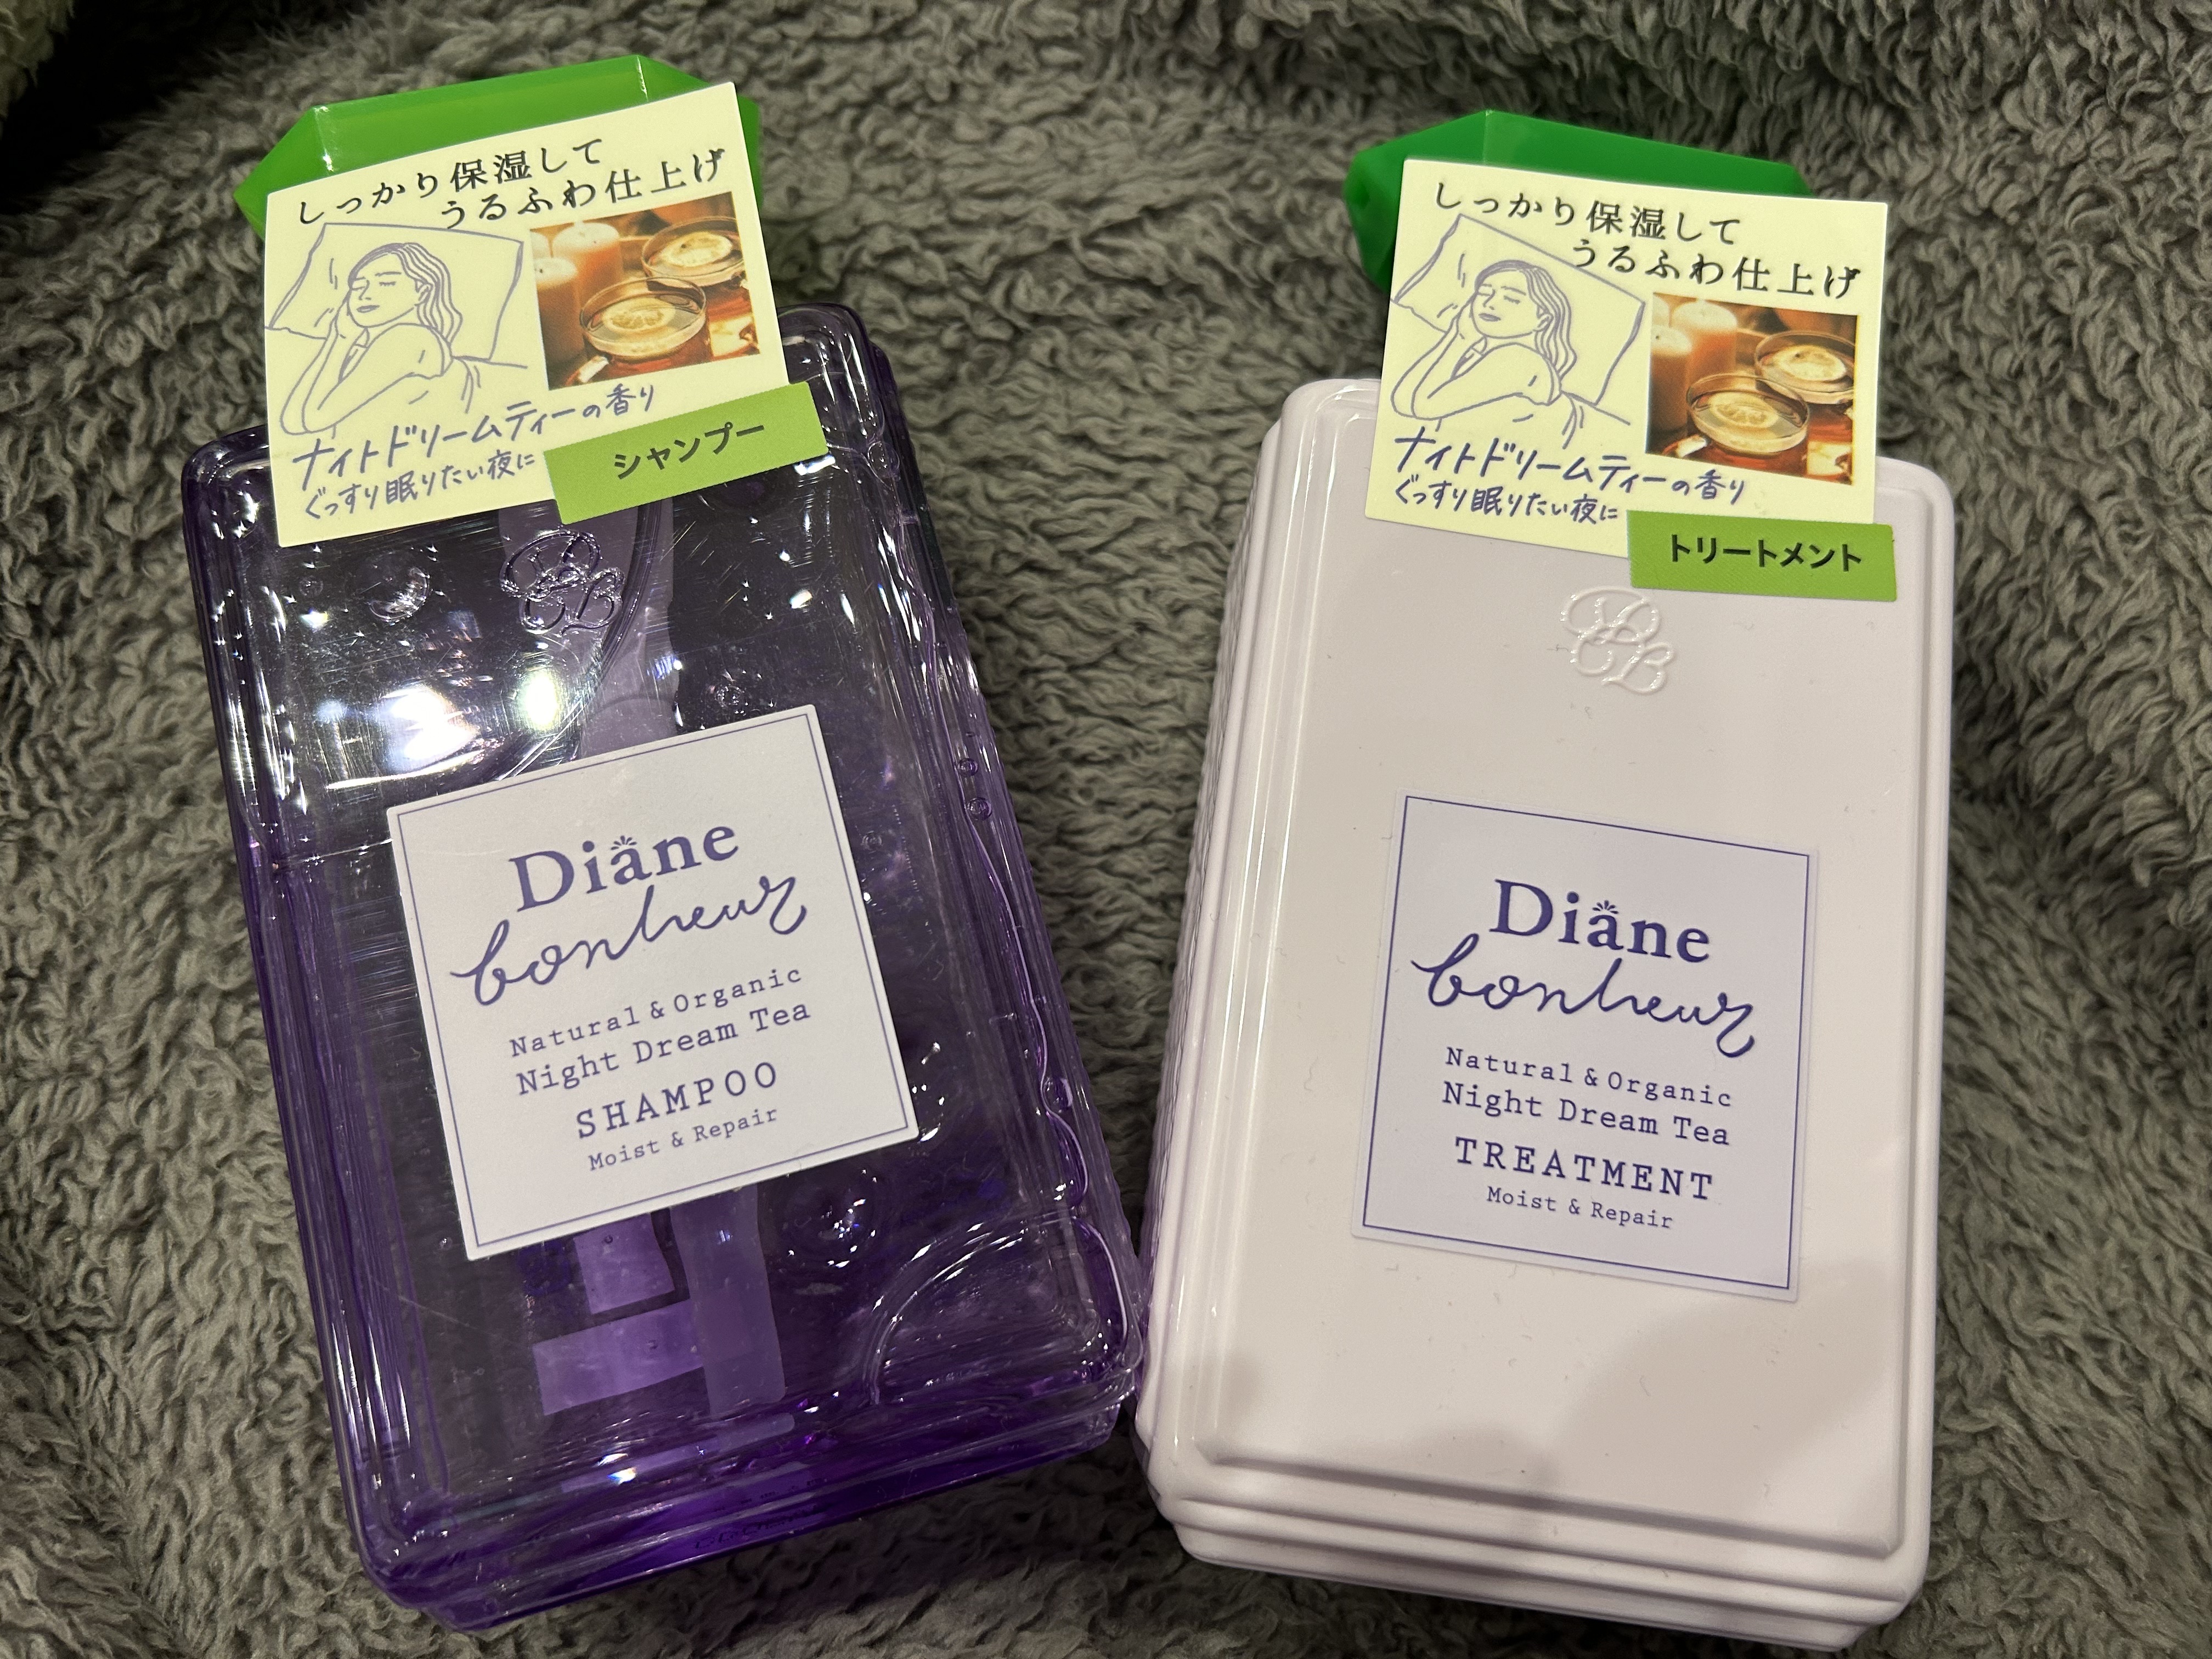 しっかり保湿して
うるふわ仕上げ
ナイトドリームティーの香り
ぐっすり眠りたい夜に
シャンプー
Diane
bonheur
Natural & Organic
Night Dream Tea
SHAMPOO
Moist & Repair
しっかり保湿して
うるふわ仕上げ
ナイトドリームティーの香り
ぐっすり眠りたい夜に
トリートメント
Diane
bonheur
Natural & Organic
Night Dream Tea
TREATMENT
Moist & Repair